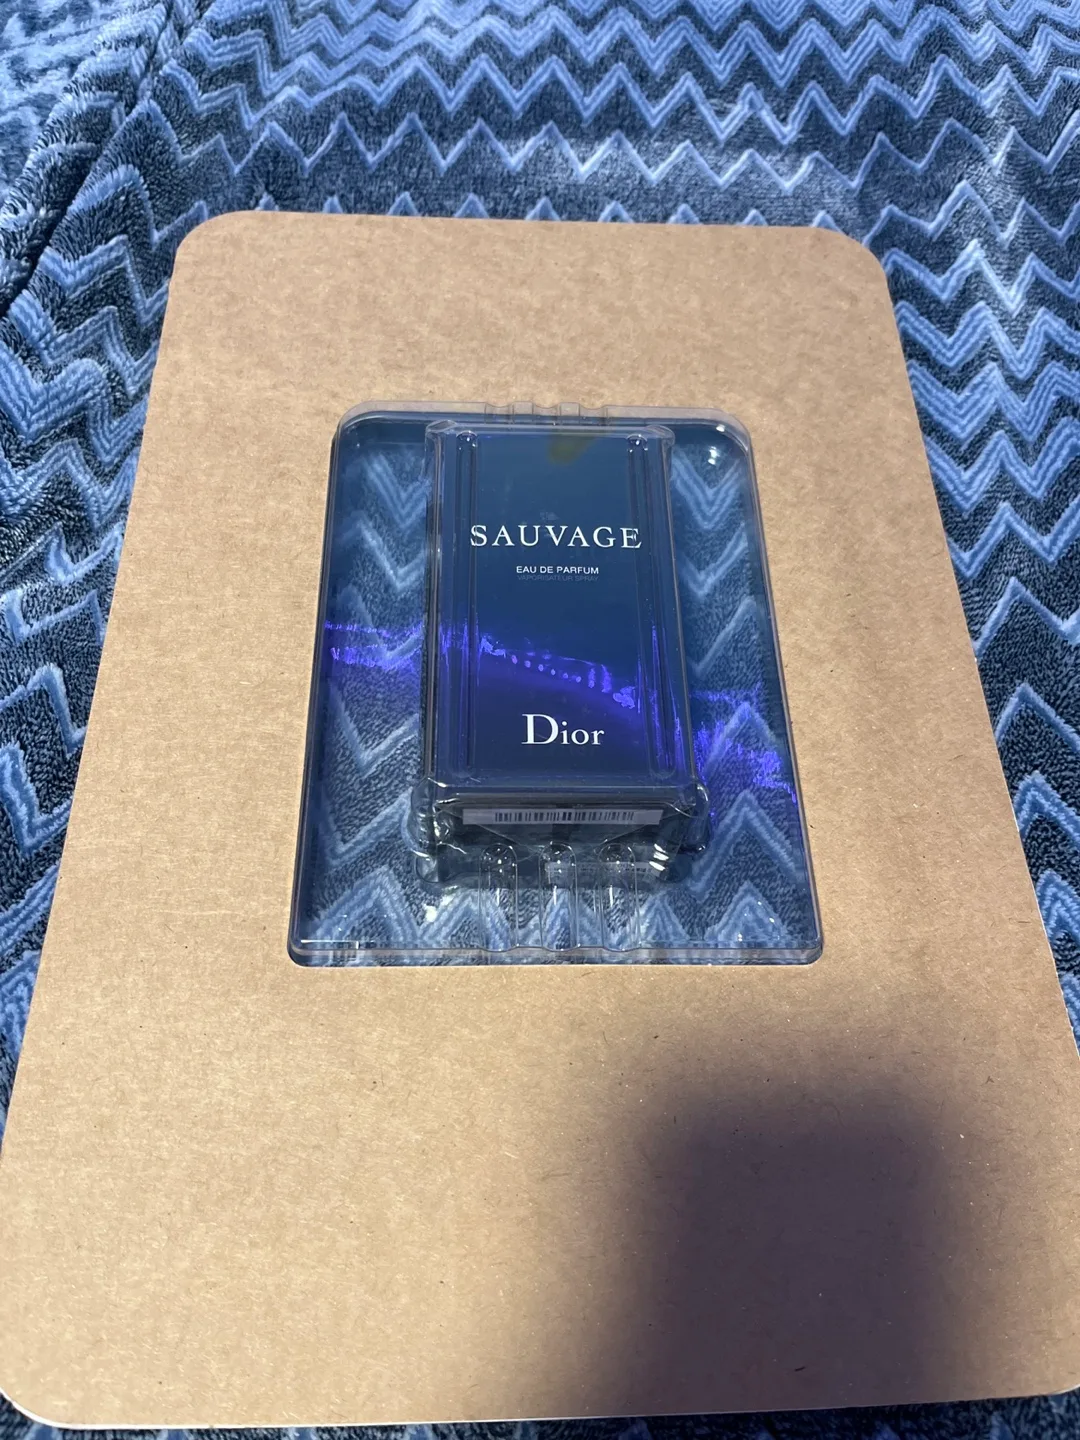 SAUVAGE
EAU DE PARFUM
VAPORISATEUR SPRAY
Dior